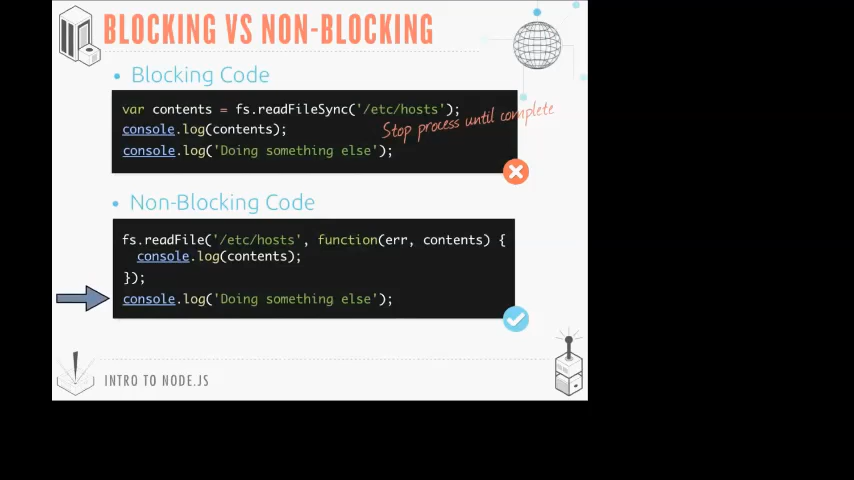 BLOCKING VS NON-BLOCKING
• Blocking Code
var contents = fs.readFileSync('/etc/hosts');
console.log(contents);
Stop process until complete
console.log('Doing something else');
• Non-Blocking Code
fs.readFile('/etc/hosts', function(err, contents) {
console.log(contents);
});
console.log('Doing something else');
INTRO TO NODE.JS